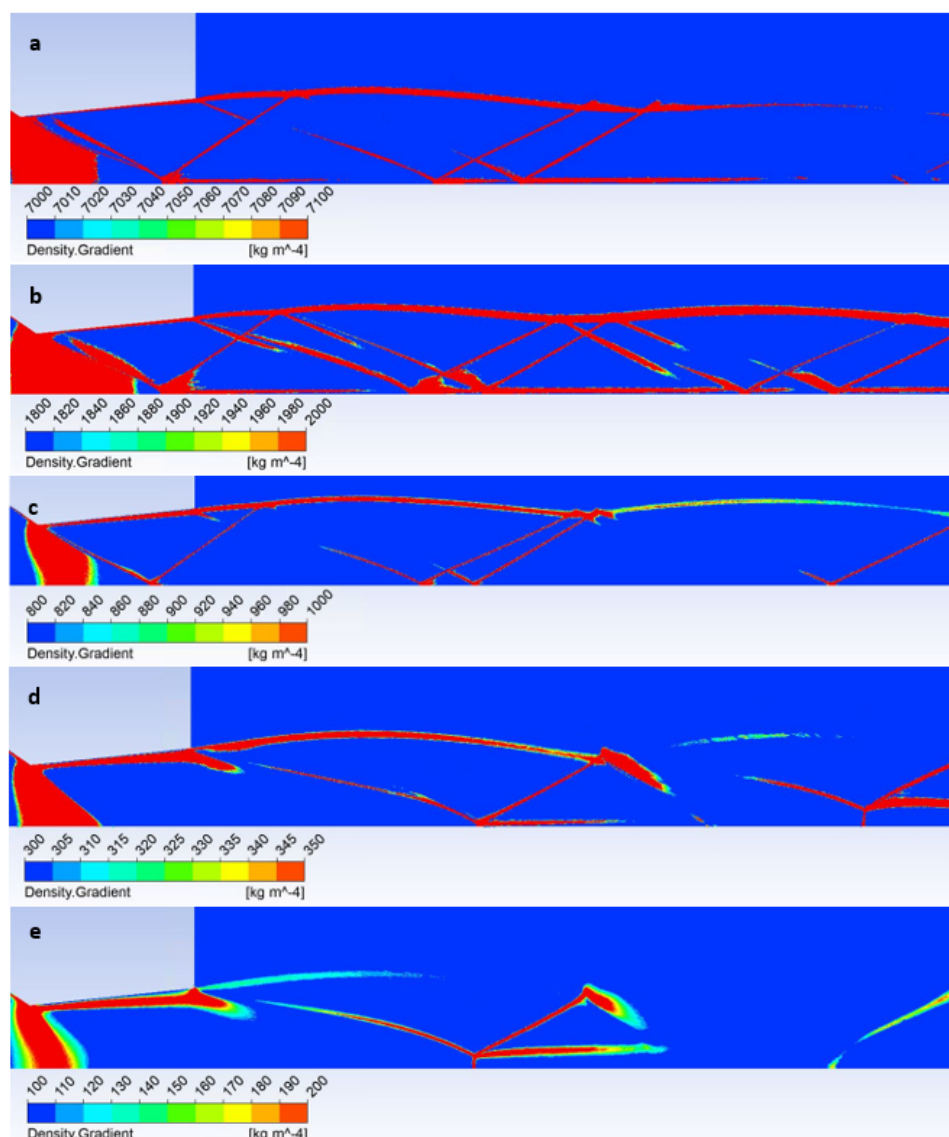 a
7000 7010 7020 7030 7040 7050 7060 7070 7080 7090 7100
Density.Gradient [kg m^-4]
b
1800 1820 1840 1860 1880 1900 1920 1940 1960 1980 2000
Density.Gradient [kg m^-4]
c
800 820 840 860 880 900 920 940 960 980 1000
Density.Gradient [kg m^-4]
d
300 305 310 315 320 325 330 335 340 345 350
Density.Gradient [kg m^-4]
e
100 110 120 130 140 150 160 170 180 190 200
Density.Gradient [kg m^-4]